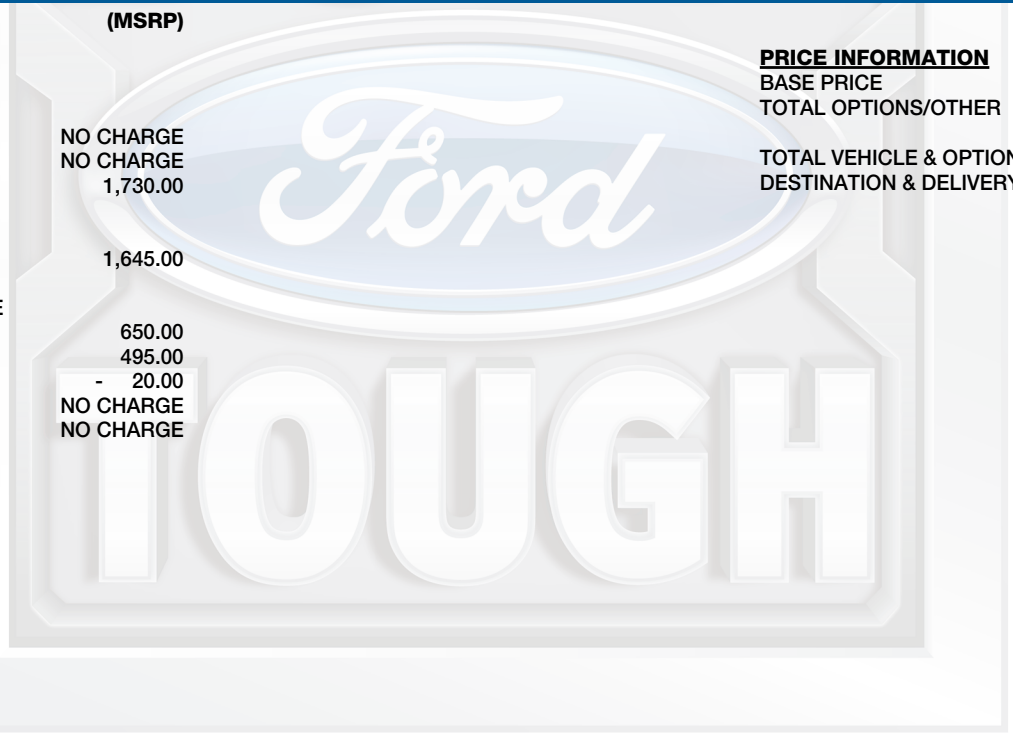 (MSRP)
NO CHARGE
NO CHARGE
1,730.00
1,645.00
E
650.00
495.00
- 20.00
NO CHARGE
NO CHARGE
PRICE INFORMATION
BASE PRICE
TOTAL OPTIONS/OTHER
TOTAL VEHICLE & OPTION
DESTINATION & DELIVERY
Ford
TOUGH